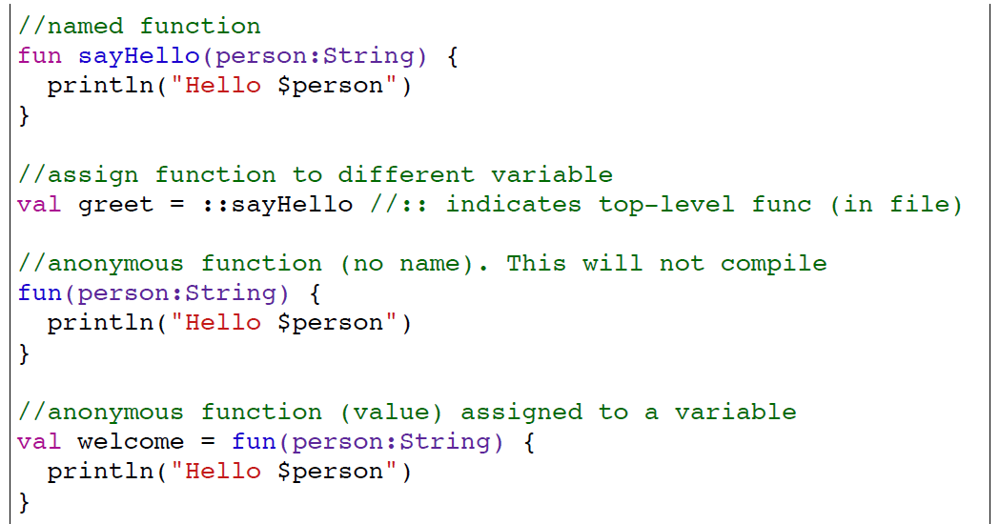 //named function
fun sayHello(person:String) {
  println("Hello $person")
}

//assign function to different variable
val greet = ::sayHello //:: indicates top-level func (in file)

//anonymous function (no name). This will not compile
fun(person:String) {
  println("Hello $person")
}

//anonymous function (value) assigned to a variable
val welcome = fun(person:String) {
  println("Hello $person")
}